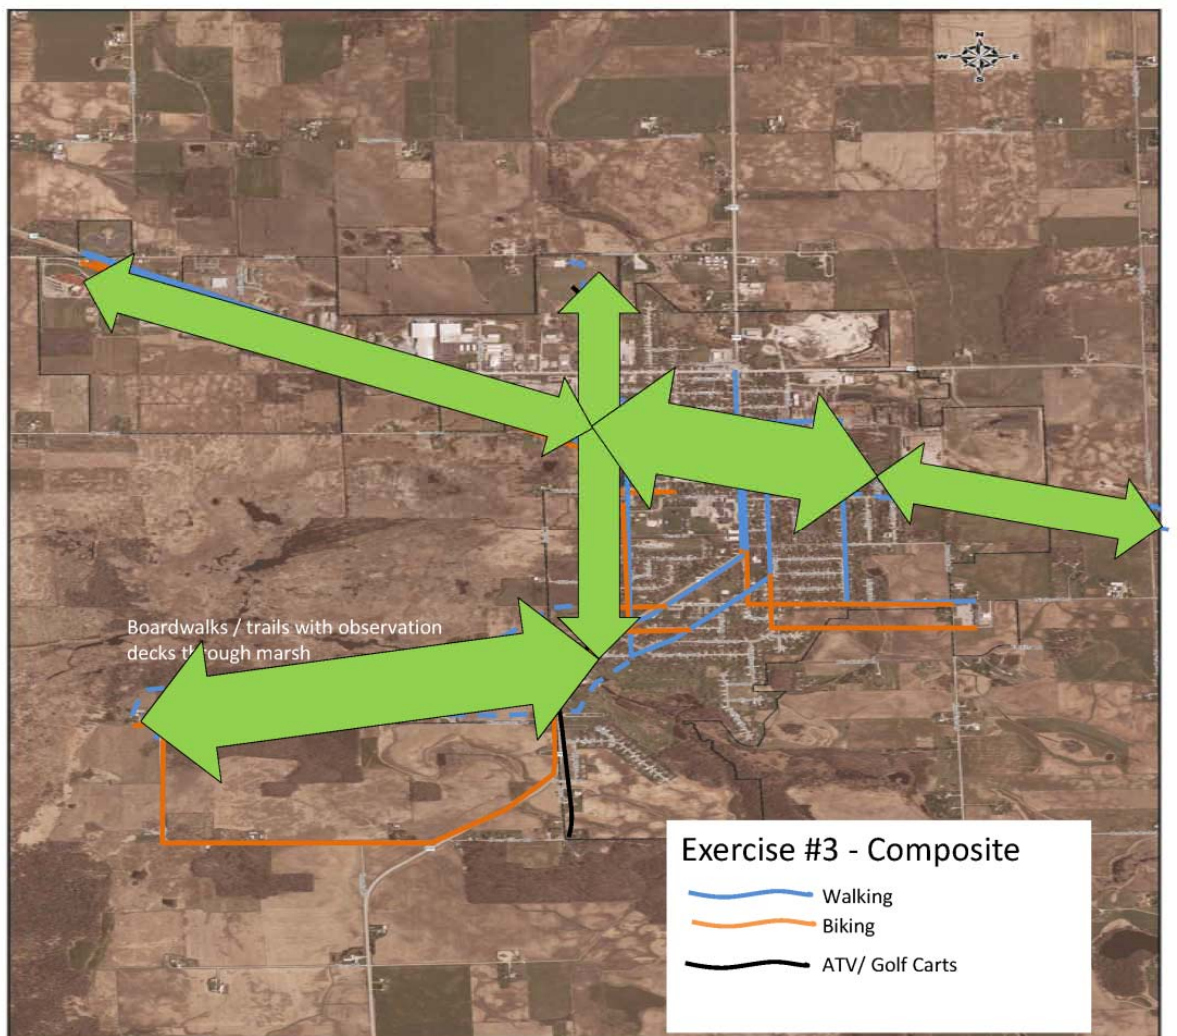 N
W E
S
Boardwalks / trails with observation
decks through marsh
Exercise #3 - Composite
Walking
Biking
ATV/ Golf Carts